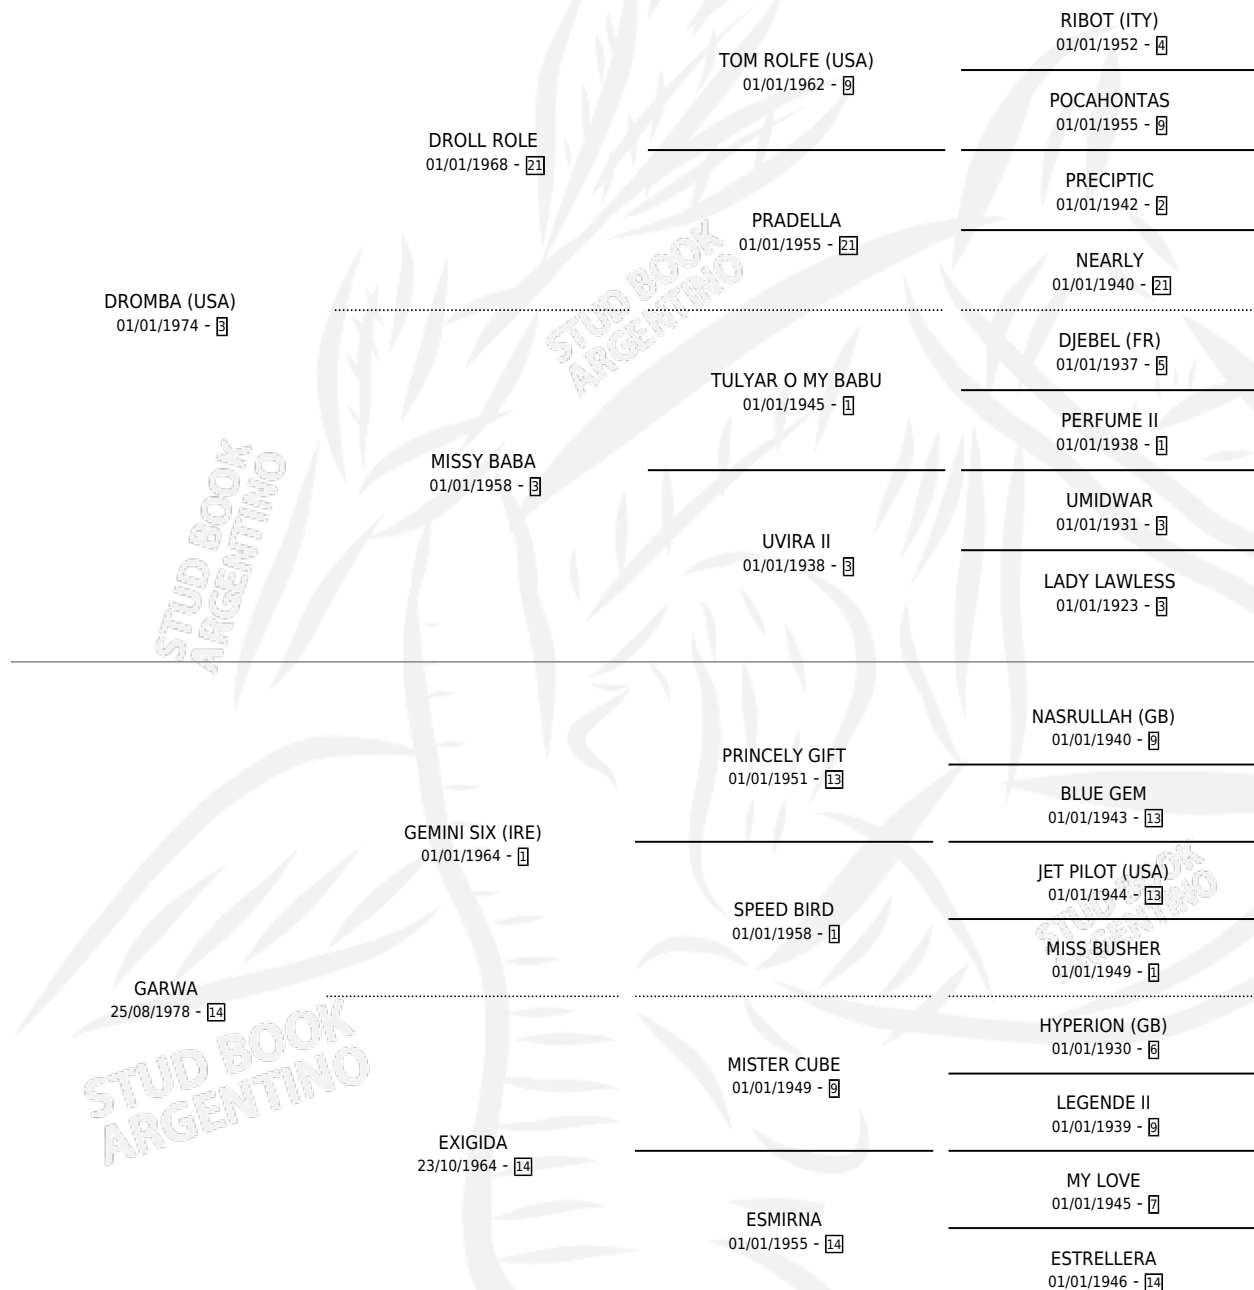 RIBOT (ITY)
01/01/1952 - 4
TOM ROLFE (USA)
01/01/1962 - 9
POCAHONTAS
01/01/1955 - 9
DROLL ROLE
01/01/1968 - 21
PRECIPTIC
01/01/1942 - 2
PRADELLA
01/01/1955 - 21
NEARLY
01/01/1940 - 21
DROMBA (USA)
01/01/1974 - 3
DJEBEL (FR)
01/01/1937 - 5
TULYAR O MY BABU
01/01/1945 - 1
PERFUME II
01/01/1938 - 1
MISSY BABA
01/01/1958 - 3
UMIDWAR
01/01/1931 - 3
UVIRA II
01/01/1938 - 3
LADY LAWLESS
01/01/1923 - 3
STUD BOOK
ARGENTINO
STUD BOOK
ARGENTINO
NASRULLAH (GB)
01/01/1940 - 9
PRINCELY GIFT
01/01/1951 - 13
BLUE GEM
01/01/1943 - 13
GEMINI SIX (IRE)
01/01/1964 - 1
JET PILOT (USA)
01/01/1944 - 13
SPEED BIRD
01/01/1958 - 1
MISS BUSHER
01/01/1949 - 1
STUD BOOK
ARGENTINO
GARWA
25/08/1978 - 14
HYPERION (GB)
01/01/1930 - 6
MISTER CUBE
01/01/1949 - 9
LEGENDE II
01/01/1939 - 9
STUD BOOK
ARGENTINO
EXIGIDA
23/10/1964 - 14
MY LOVE
01/01/1945 - 7
ESMIRNA
01/01/1955 - 14
ESTRELLERA
01/01/1946 - 14